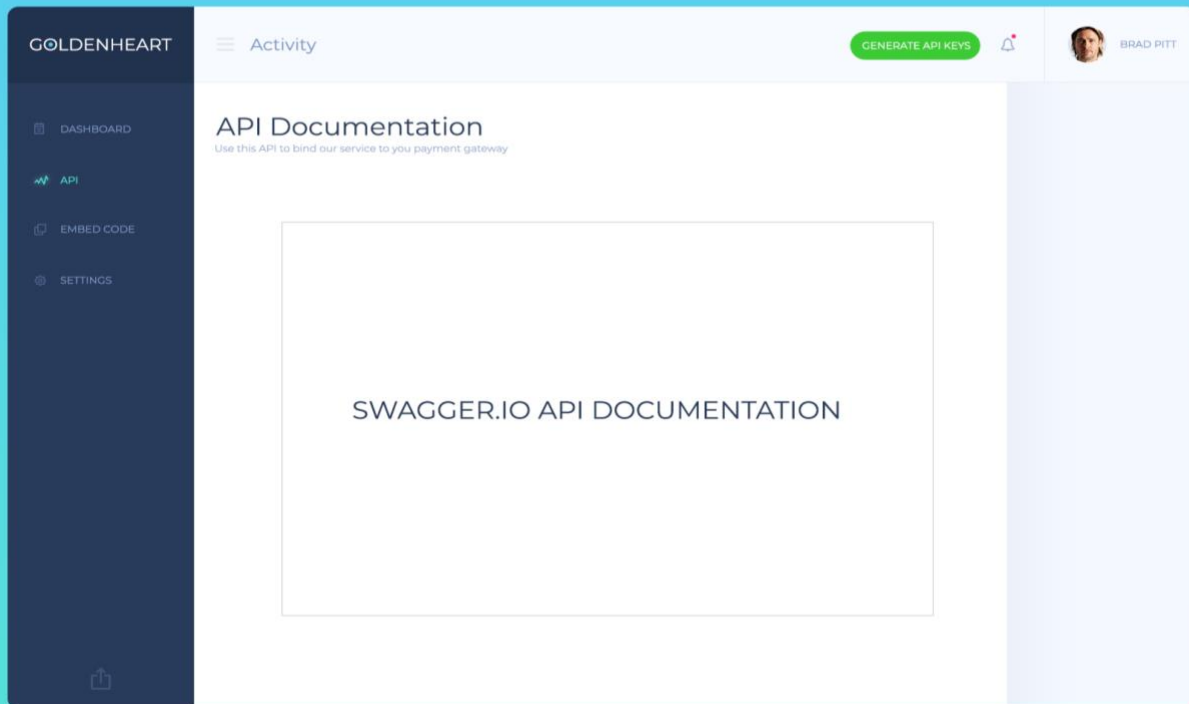 GOLDENHEART
Activity
GENERATE API KEYS
BRAD PITT
DASHBOARD
API
EMBED CODE
SETTINGS
API Documentation
Use this API to bind our service to you payment gateway
SWAGGER.IO API DOCUMENTATION